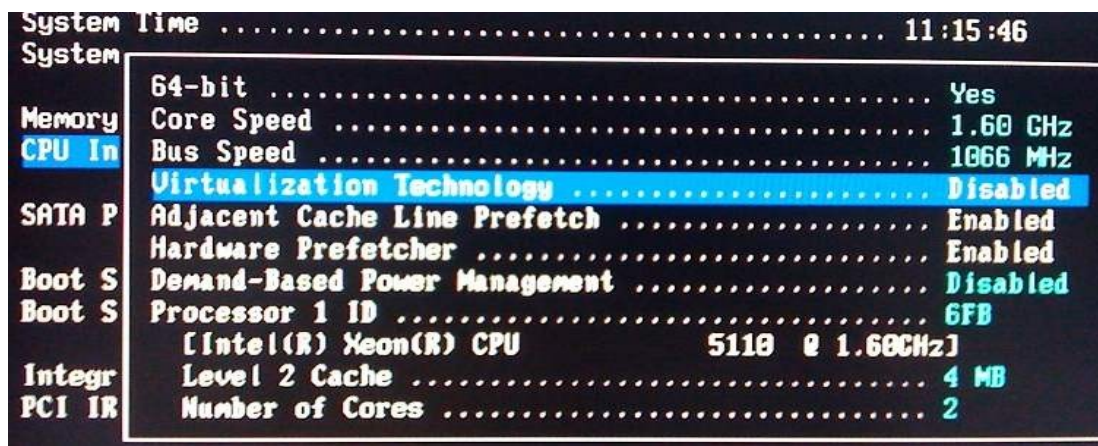 System Time ......................................... 11:15:46
System
64-bit ......................................... Yes
Memory Core Speed ..................................... 1.60 GHz
CPU In Bus Speed ...................................... 1066 MHz
Virtualization Technology ...................... Disabled
SATA P Adjacent Cache Line Prefetch ................... Enabled
Hardware Prefetcher ............................ Enabled
Boot S Demand-Based Power Management .................. Disabled
Boot S Processor 1 ID ................................. 6FB
[Intel(R) Xeon(R) CPU 5110 @ 1.60GHz]
Integr Level 2 Cache ................................ 4 MB
PCI IR Number of Cores .............................. 2